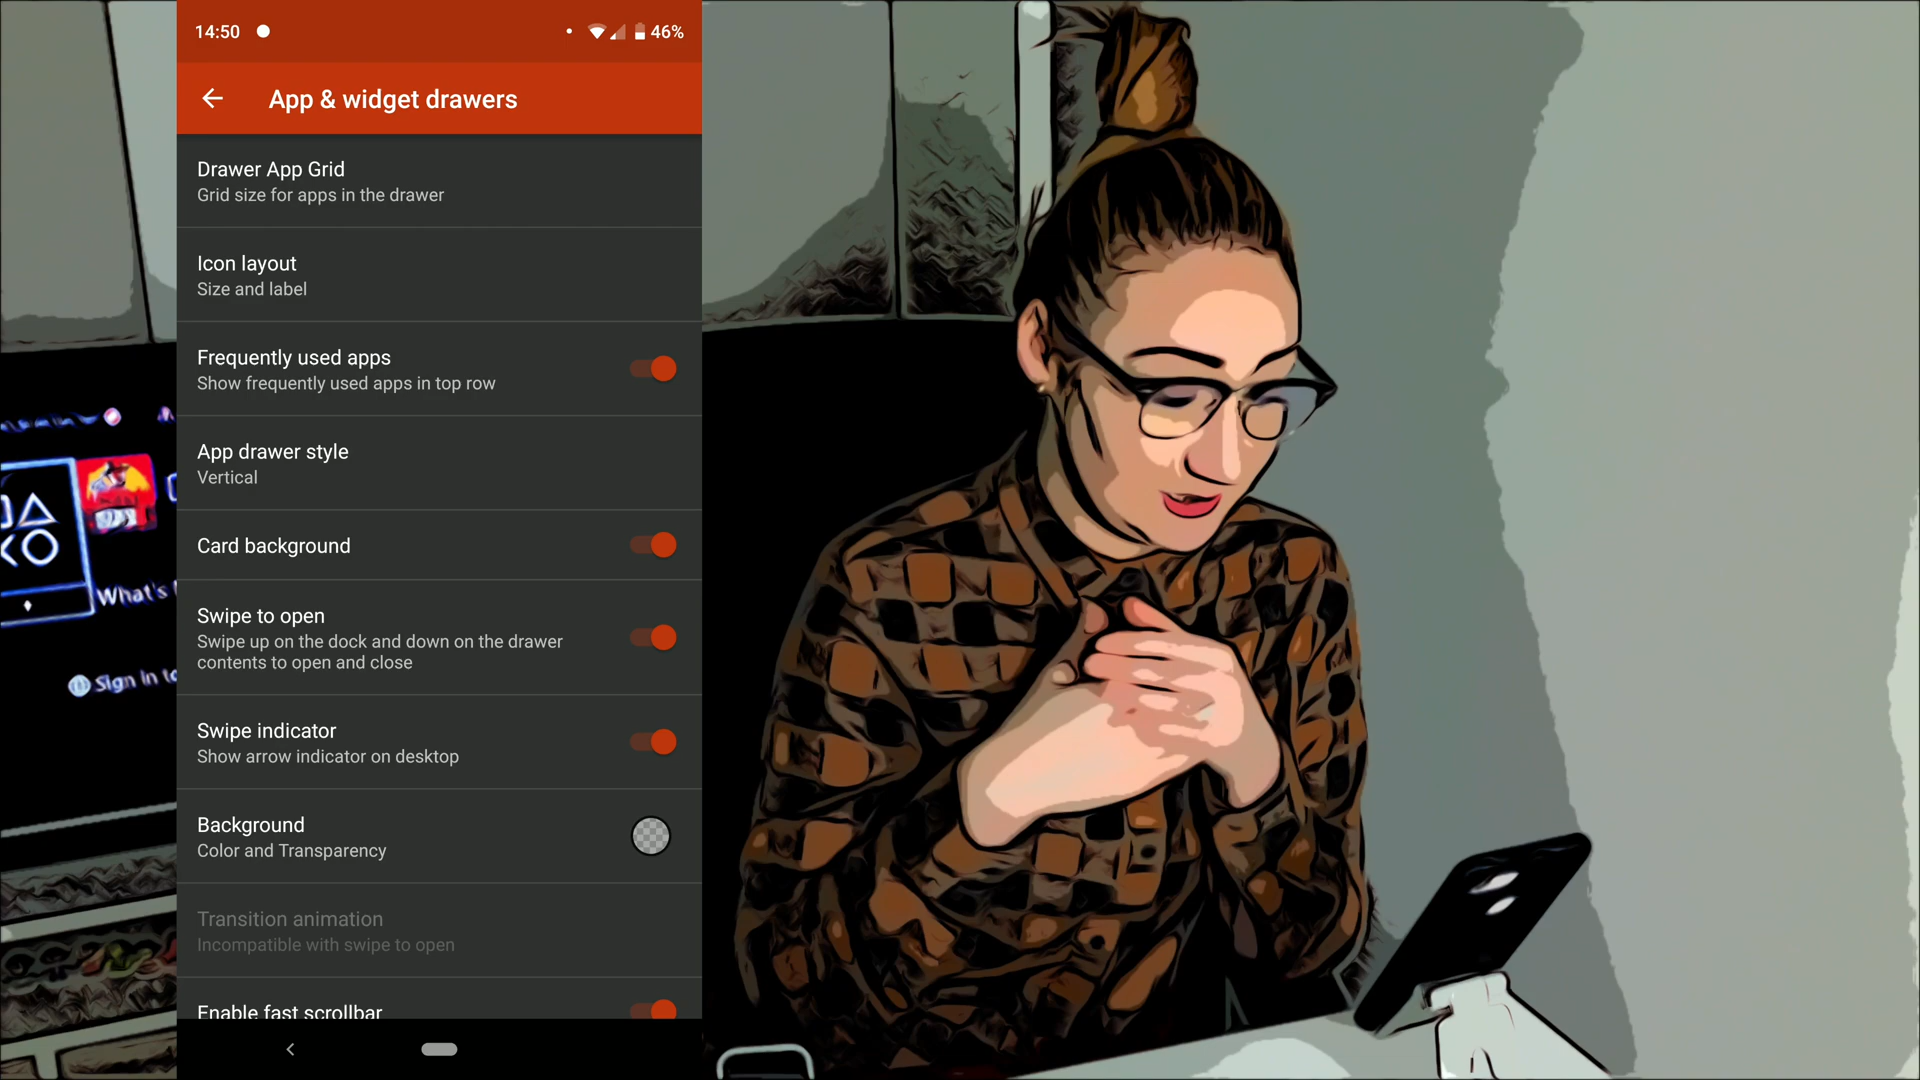 14:50
46%
App & widget drawers
Drawer App Grid
Grid size for apps in the drawer
Icon layout
Size and label
Frequently used apps
Show frequently used apps in top row
App drawer style
Vertical
Card background
Swipe to open
Swipe up on the dock and down on the drawer
contents to open and close
Swipe indicator
Show arrow indicator on desktop
Background
Color and Transparency
Transition animation
Incompatible with swipe to open
Enable fast scrollbar
What's
Sign in to